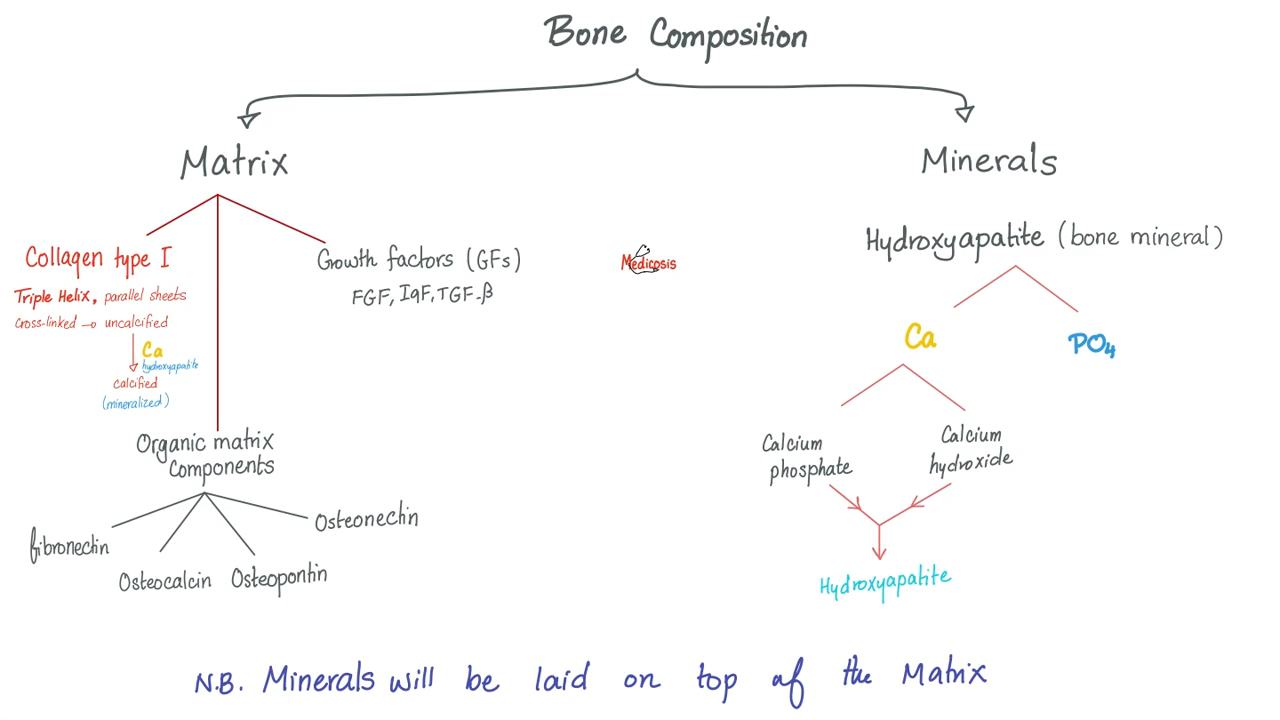 Bone Composition
Matrix
Minerals
Collagen type I
Triple Helix, parallel sheets
Cross-linked → uncalcified
Ca
hydroxyapatite
calcified
(mineralized)
Growth factors (GFs)
FGF, IgF, TGF-β
Organic matrix
Components
fibronectin
Osteocalcin
Osteopontin
Osteonectin
Medicosis
Hydroxyapatite (bone mineral)
Ca
PO4
Calcium
phosphate
Calcium
hydroxide
Hydroxyapatite
N.B. Minerals will be laid on top of the Matrix